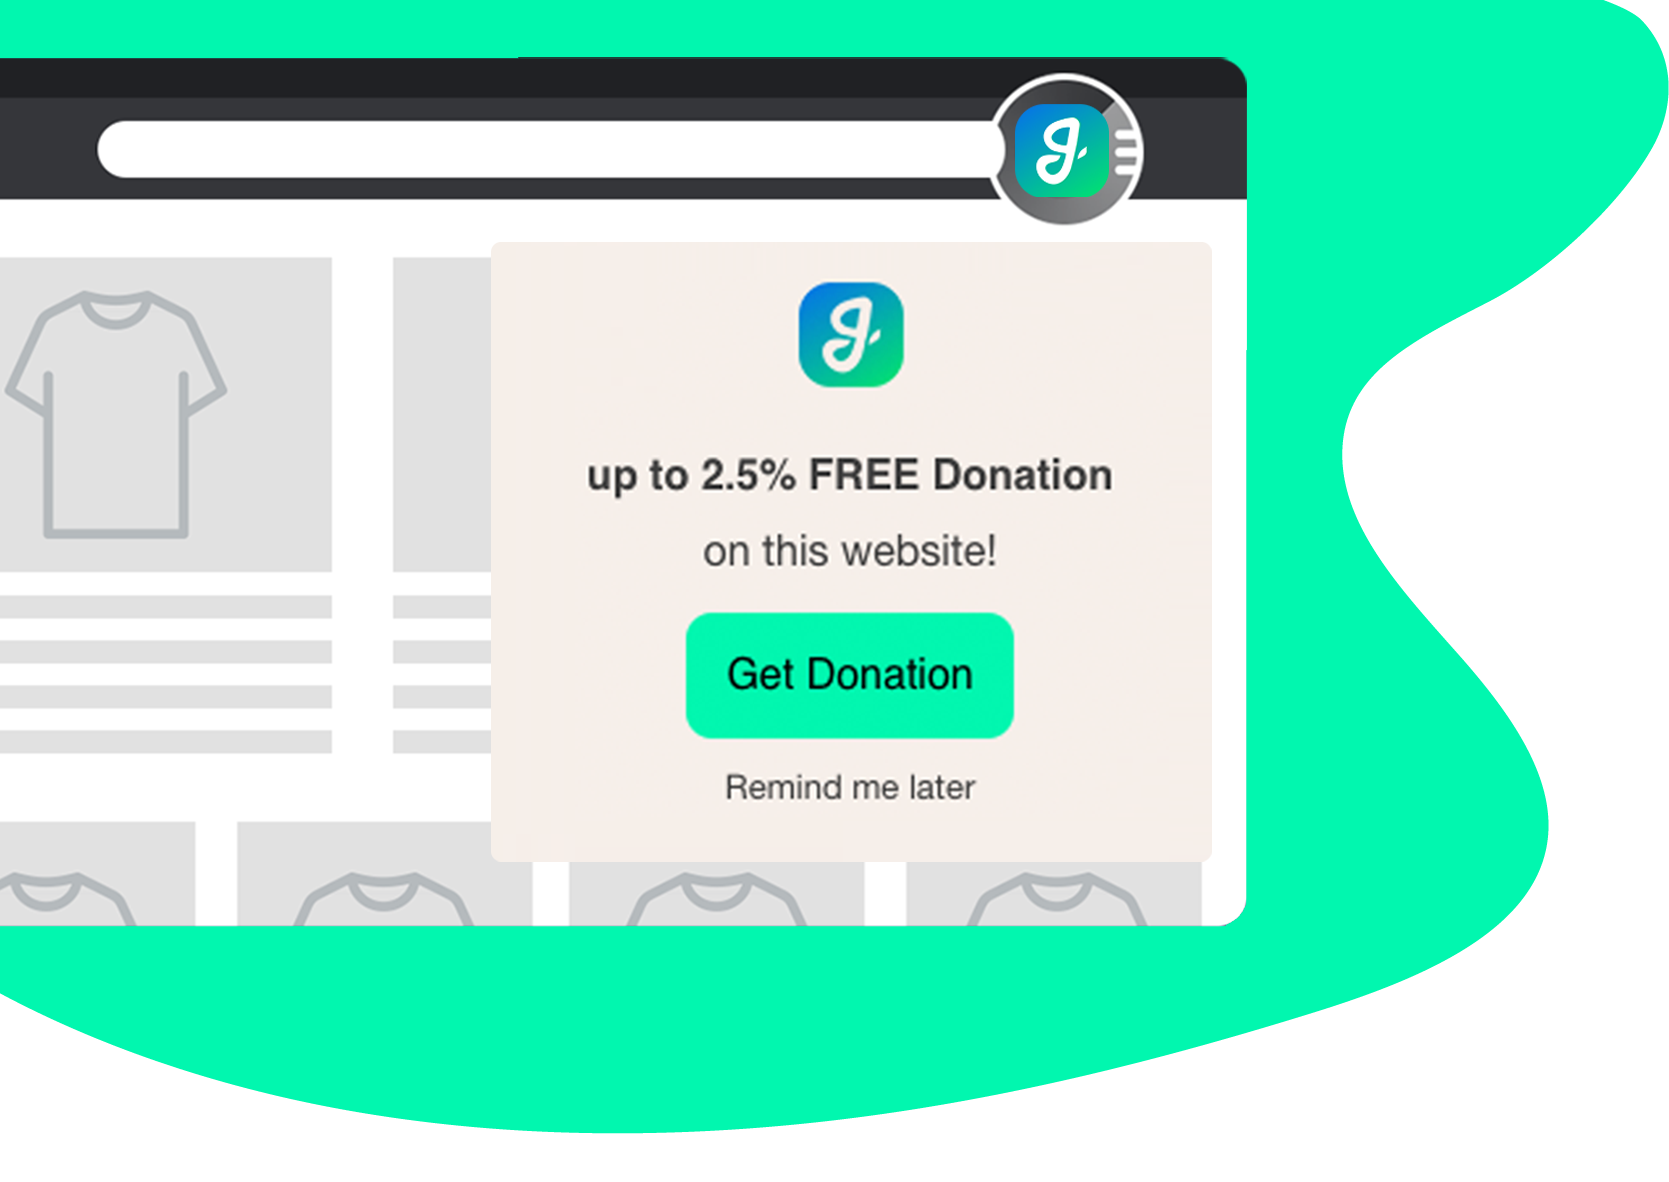 g
g
up to 2.5% FREE Donation
on this website!
Get Donation
Remind me later